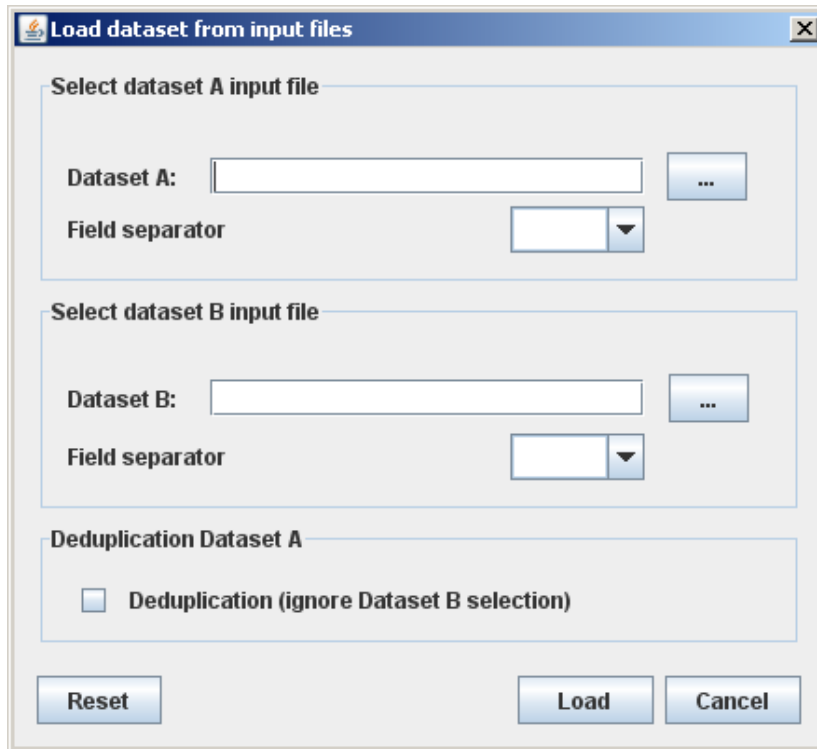 Load dataset from input files
Select dataset A input file
Dataset A:
...
Field separator
Select dataset B input file
Dataset B:
...
Field separator
Deduplication Dataset A
Deduplication (ignore Dataset B selection)
Reset Load Cancel